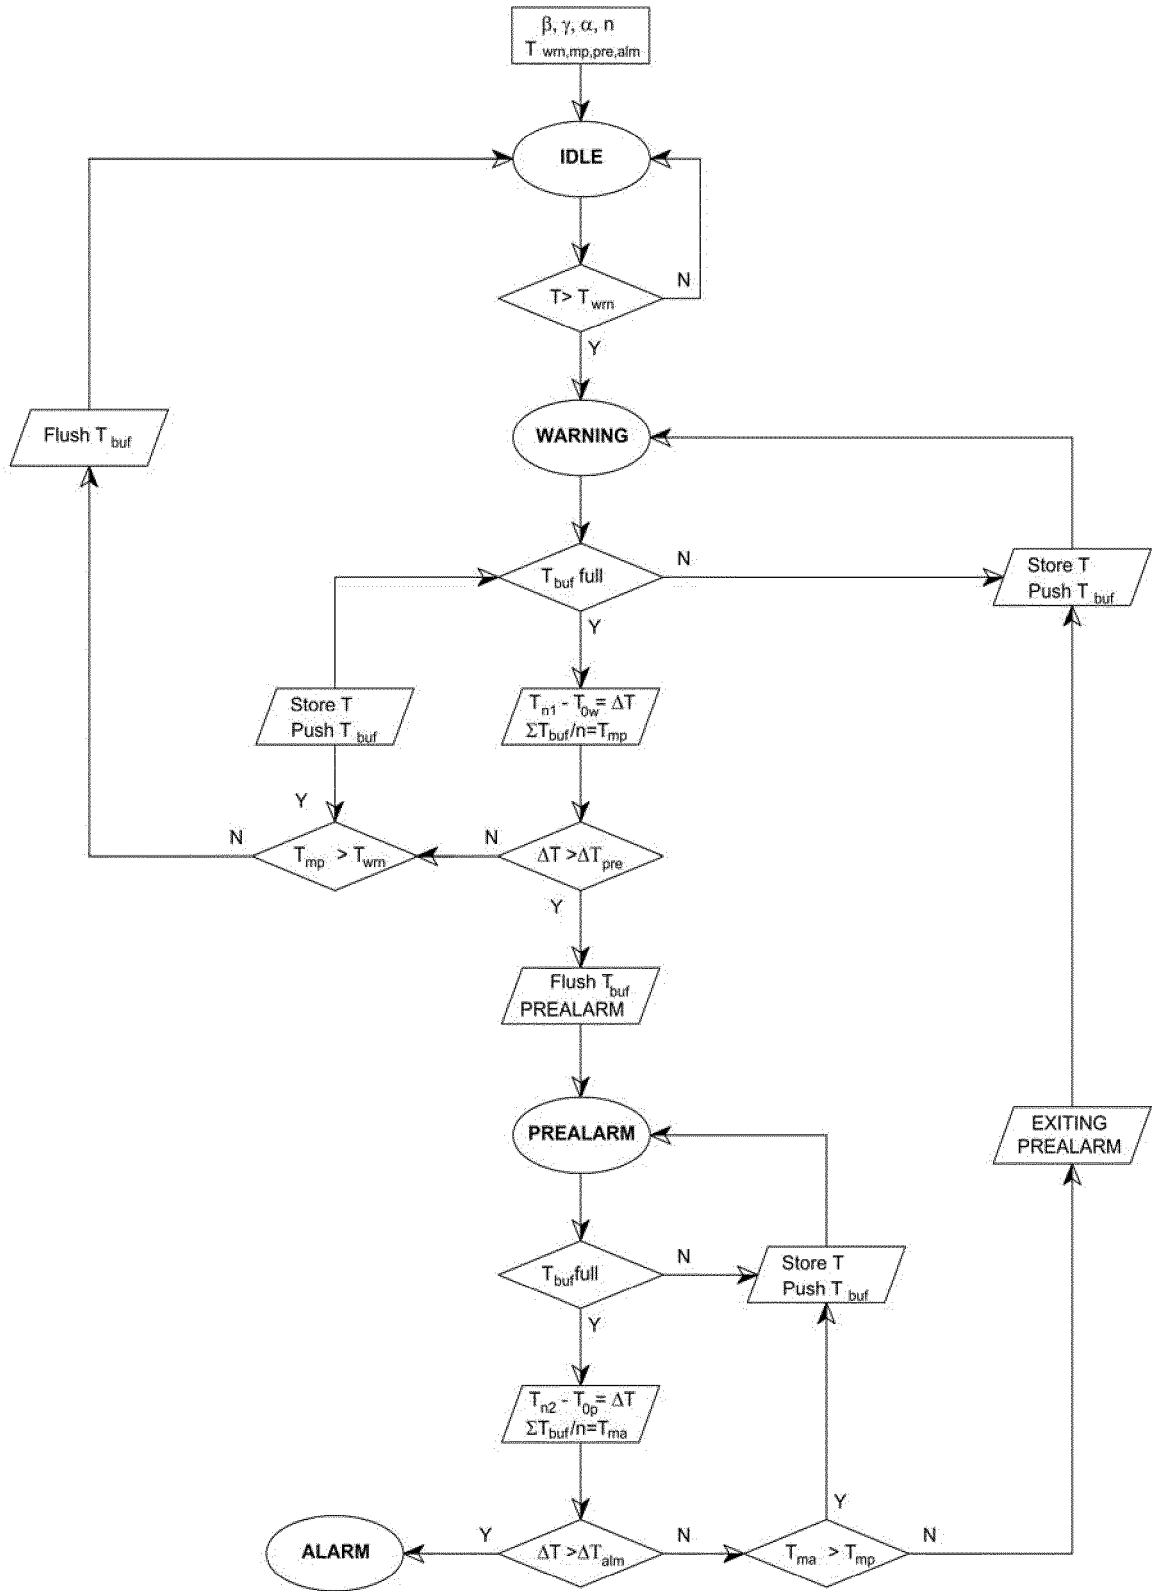 β, γ, α, n
T wrn,mp,pre,alm
IDLE
N
T> T wrn
Y
Flush T buf
WARNING
N
T buf full
Store T
Push T buf
Y
Store T
Push T buf
T n1 - T 0w = ΔT
ΣT buf /n=T mp
Y
N
N
T mp > T wrn
ΔT >ΔT pre
Y
Flush T buf
PREALARM
PREALARM
EXITING
PREALARM
N
T buf full
Store T
Push T buf
Y
T n2 - T 0p = ΔT
ΣT buf /n=T ma
Y
Y
N
N
ALARM
ΔT >ΔT alm
T ma > T mp